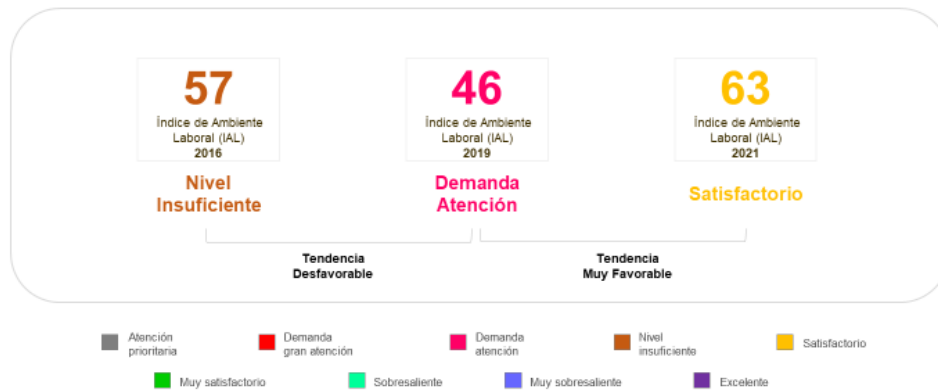 57
Índice de Ambiente
Laboral (IAL)
2016
Nivel
Insuficiente
46
Índice de Ambiente
Laboral (IAL)
2019
Demanda
Atención
63
Índice de Ambiente
Laboral (IAL)
2021
Satisfactorio
Tendencia
Desfavorable
Tendencia
Muy Favorable
Atención
prioritaria
Demanda
gran atención
Demanda
atención
Nivel
insuficiente
Satisfactorio
Muy satisfactorio
Sobresaliente
Muy sobresaliente
Excelente